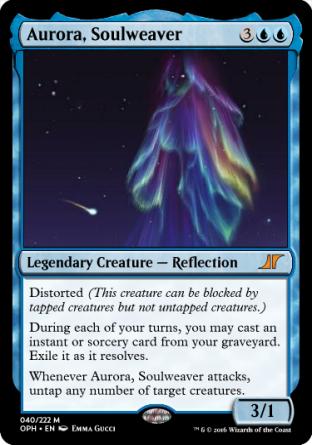 Aurora, Soulweaver 3
Legendary Creature — Reflection
Distorted (This creature can be blocked by
tapped creatures but not untapped creatures.)
During each of your turns, you may cast an
instant or sorcery card from your graveyard.
Exile it as it resolves.
Whenever Aurora, Soulweaver attacks,
untap any number of target creatures.
3/1
040/222 M
OPH • EN EMMA GUCCI
™ & © 2016 Wizards of the Coast